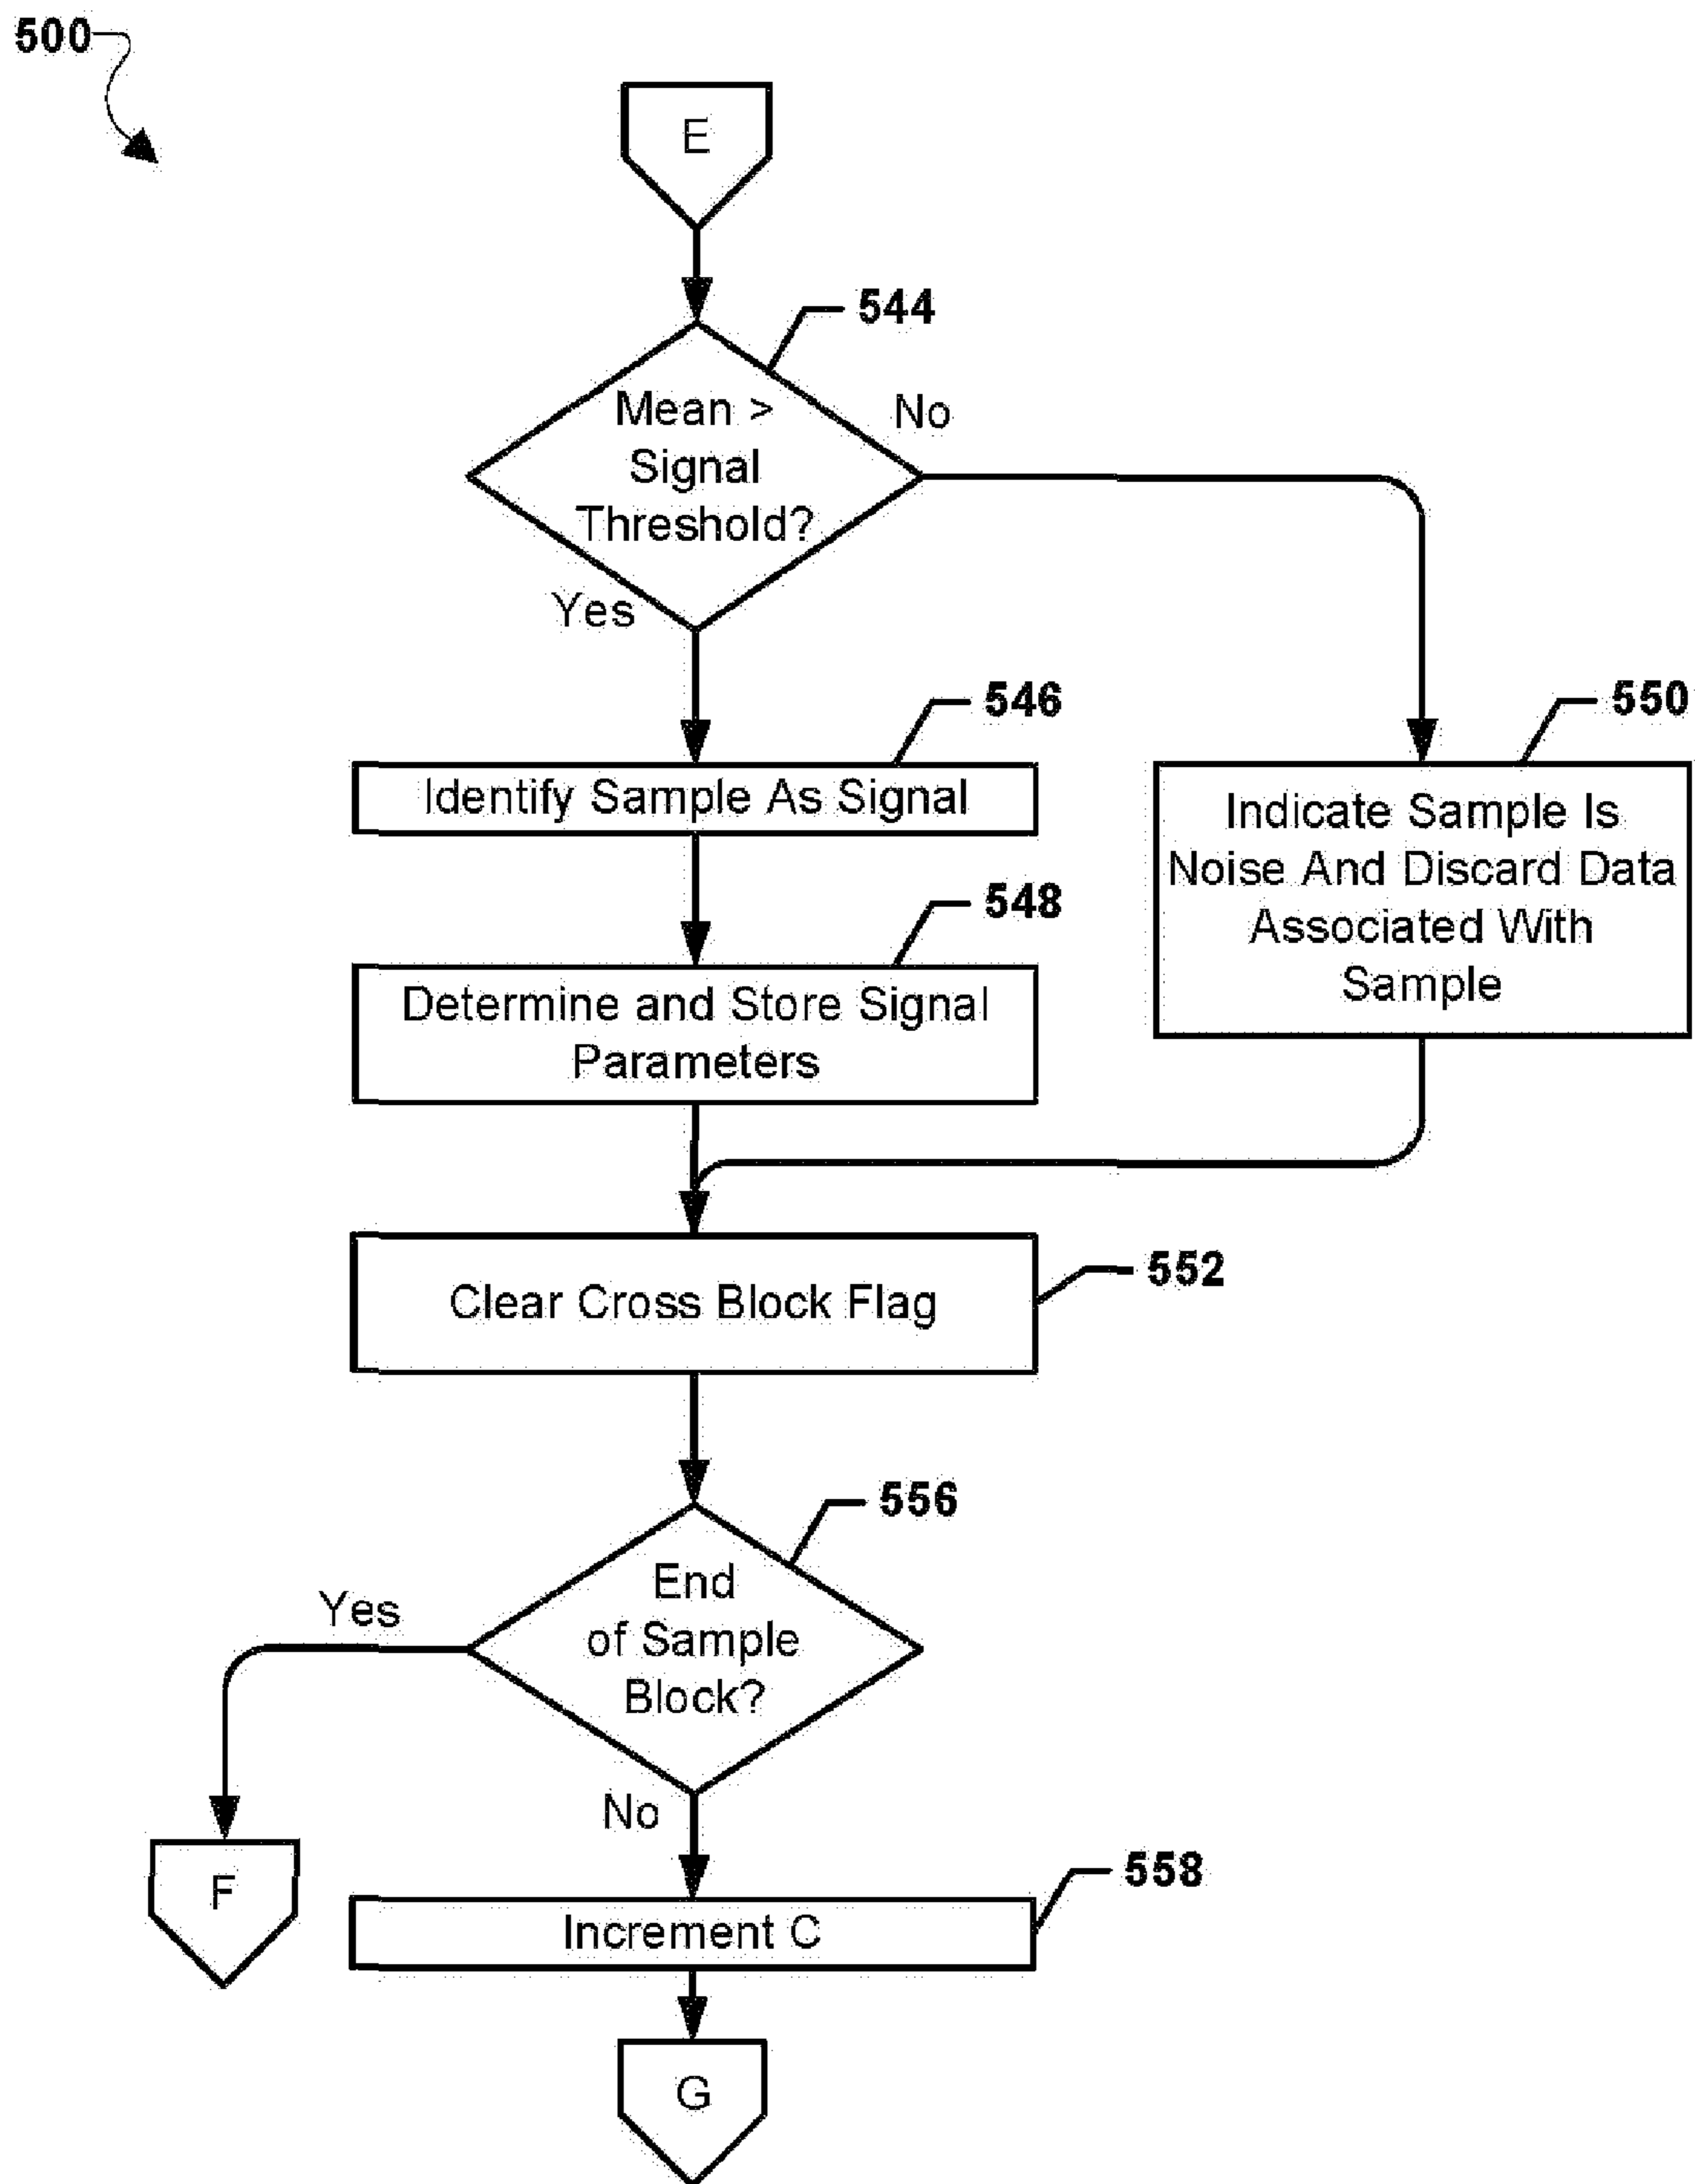 500
E
544
Mean >
Signal
Threshold?
No
Yes
546
Identify Sample As Signal
550
Indicate Sample Is
Noise And Discard Data
Associated With
Sample
548
Determine and Store Signal
Parameters
552
Clear Cross Block Flag
556
End
of Sample
Block?
Yes
No
F
558
Increment C
G